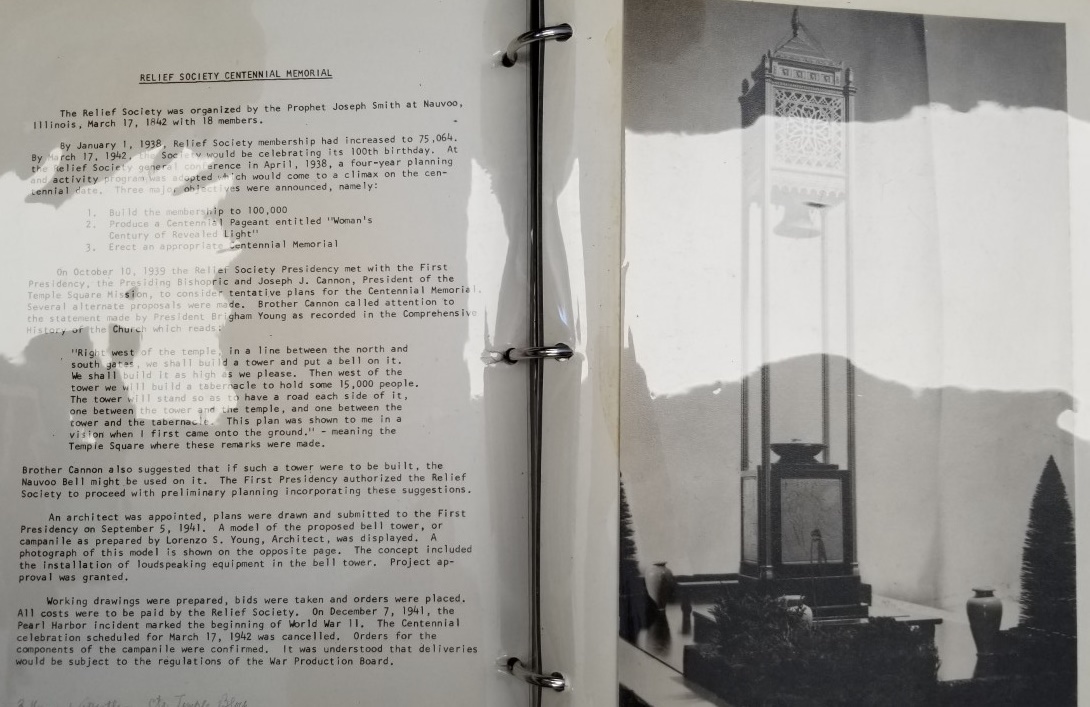 RELIEF SOCIETY CENTENNIAL MEMORIAL
The Relief Society was organized by the Prophet Joseph Smith at Nauvoo,
Illinois, March 17, 1842 with 18 members.
By January 1, 1938, Relief Society membership had increased to 75,064.
By March 17, 1942, the Society would be celebrating its 100th birthday. At
the Relief Society general conference in April, 1938, a four-year planning
and activity program was adopted which would come to a climax on the cen-
tennial date. Three major objectives were announced, namely:
1. Build the membership to 100,000
2. Produce a Centennial Pageant entitled "Woman's
Century of Revealed Light"
3. Erect an appropriate Centennial Memorial
On October 10, 1939 the Relief Society Presidency met with the First
Presidency, the Presiding Bishopric and Joseph J. Cannon, President of the
Temple Square Mission, to consider tentative plans for the Centennial Memorial.
Several alternate proposals were made. Brother Cannon called attention to
the statement made by President Brigham Young as recorded in the Comprehensive
History of the Church which reads:
"Right west of the temple, in a line between the north and
south gates, we shall build a tower and put a bell on it.
We shall build it as high as we please. Then west of the
tower we will build a tabernacle to hold some 15,000 people.
The tower will stand so as to have a road each side of it,
one between the tower and the temple, and one between the
tower and the tabernacle. This plan was shown to me in a
vision when I first came onto the ground." - meaning the
Temple Square where these remarks were made.
Brother Cannon also suggested that if such a tower were to be built, the
Nauvoo Bell might be used on it. The First Presidency authorized the Relief
Society to proceed with preliminary planning incorporating these suggestions.
An architect was appointed, plans were drawn and submitted to the First
Presidency on September 5, 1941. A model of the proposed bell tower, or
campanile as prepared by Lorenzo S. Young, Architect, was displayed. A
photograph of this model is shown on the opposite page. The concept included
the installation of loudspeaking equipment in the bell tower. Project ap-
proval was granted.
Working drawings were prepared, bids were taken and orders were placed.
All costs were to be paid by the Relief Society. On December 7, 1941, the
Pearl Harbor incident marked the beginning of World War II. The Centennial
celebration scheduled for March 17, 1942 was cancelled. Orders for the
components of the campanile were confirmed. It was understood that deliveries
would be subject to the regulations of the War Production Board.
Temple